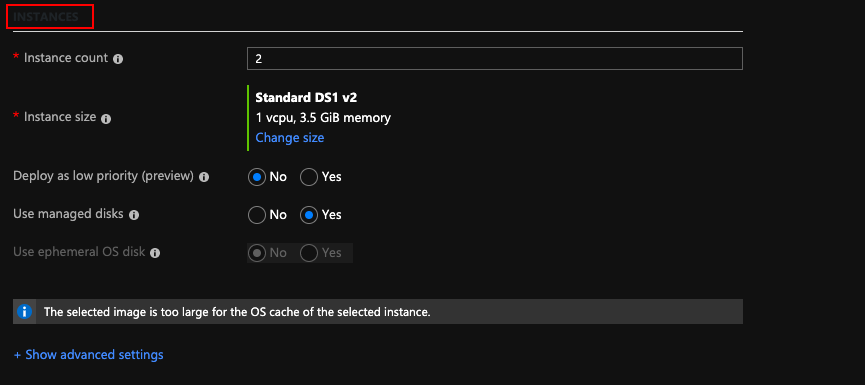 INSTANCES
* Instance count
2
* Instance size
Standard DS1 v2
1 vcpu, 3.5 GiB memory
Change size
Deploy as low priority (preview)
No Yes
Use managed disks
No Yes
Use ephemeral OS disk
No Yes
The selected image is too large for the OS cache of the selected instance.
+ Show advanced settings